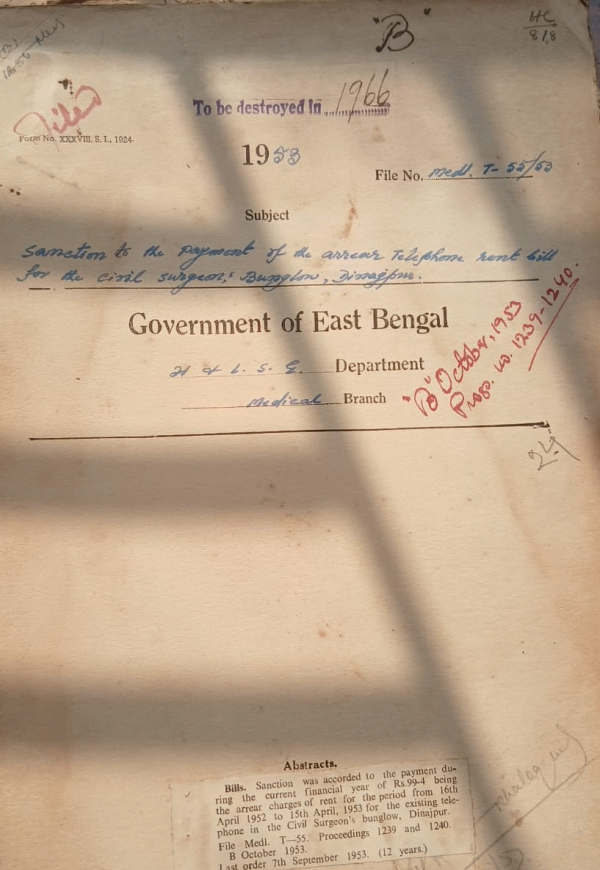 "B"
HC
8/8
Filed
To be destroyed in 1966
Form No. XXXVIII. S. I., 1924.
1953
File No. Medl. T- 55/53
Subject
Sanction to the Payment of the arrear Telephone rent bill
for the civil surgeon's Bunglow, Dinajpur.
Government of East Bengal
H & L. S. G. Department
Medical Branch
"B" October, 1953
Progs. No. 1239-1240.
24
Abstracts.
Bills. Sanction was accorded to the payment du-
ring the current financial year of Rs.99-4 being
the arrear charges of rent for the period from 16th
April 1952 to 15th April, 1953 for the existing tele-
phone in the Civil Surgeon's bunglow, Dinajpur.
File Medl. T—55. Proceedings 1239 and 1240.
B October 1953.
Last order 7th September 1953. (12 years.)